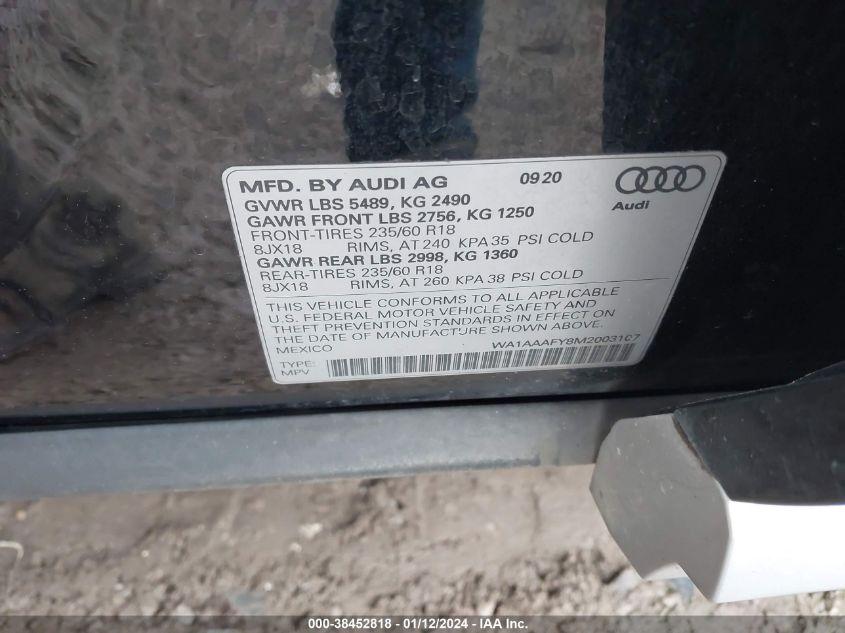 MFD. BY AUDI AG 09 20
GVWR LBS 5489, KG 2490
GAWR FRONT LBS 2756, KG 1250
FRONT-TIRES 235/60 R18
8JX18 RIMS, AT 240 KPA 35 PSI COLD
GAWR REAR LBS 2998, KG 1360
REAR-TIRES 235/60 R18
8JX18 RIMS, AT 260 KPA 38 PSI COLD
Audi
THIS VEHICLE CONFORMS TO ALL APPLICABLE
U.S. FEDERAL MOTOR VEHICLE SAFETY AND
THEFT PREVENTION STANDARDS IN EFFECT ON
THE DATE OF MANUFACTURE SHOWN ABOVE.
MEXICO WA1AAAFY8M2003107
TYPE:
MPV
000-38452818 - 01/12/2024 - IAA Inc.